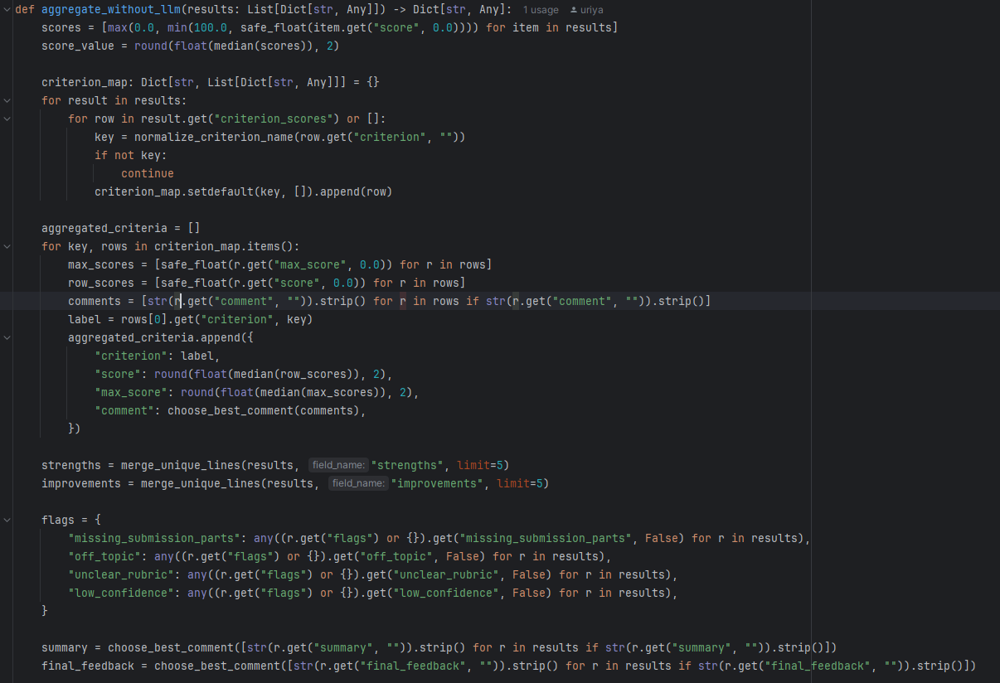 def aggregate_without_llm(results: List[Dict[str, Any]]) -> Dict[str, Any]: 1 usage uriya
    scores = [max(0.0, min(100.0, safe_float(item.get("score", 0.0)))) for item in results]
    score_value = round(float(median(scores)), 2)

    criterion_map: Dict[str, List[Dict[str, Any]]] = {}
    for result in results:
        for row in result.get("criterion_scores") or []:
            key = normalize_criterion_name(row.get("criterion", ""))
            if not key:
                continue
            criterion_map.setdefault(key, []).append(row)

    aggregated_criteria = []
    for key, rows in criterion_map.items():
        max_scores = [safe_float(r.get("max_score", 0.0)) for r in rows]
        row_scores = [safe_float(r.get("score", 0.0)) for r in rows]
        comments = [str(r.get("comment", "")).strip() for r in rows if str(r.get("comment", "")).strip()]
        label = rows[0].get("criterion", key)
        aggregated_criteria.append({
            "criterion": label,
            "score": round(float(median(row_scores)), 2),
            "max_score": round(float(median(max_scores)), 2),
            "comment": choose_best_comment(comments),
        })

    strengths = merge_unique_lines(results, field_name: "strengths", limit=5)
    improvements = merge_unique_lines(results, field_name: "improvements", limit=5)

    flags = {
        "missing_submission_parts": any((r.get("flags") or {}).get("missing_submission_parts", False) for r in results),
        "off_topic": any((r.get("flags") or {}).get("off_topic", False) for r in results),
        "unclear_rubric": any((r.get("flags") or {}).get("unclear_rubric", False) for r in results),
        "low_confidence": any((r.get("flags") or {}).get("low_confidence", False) for r in results),
    }

    summary = choose_best_comment([str(r.get("summary", "")).strip() for r in results if str(r.get("summary", "")).strip()])
    final_feedback = choose_best_comment([str(r.get("final_feedback", "")).strip() for r in results if str(r.get("final_feedback", "")).strip()])